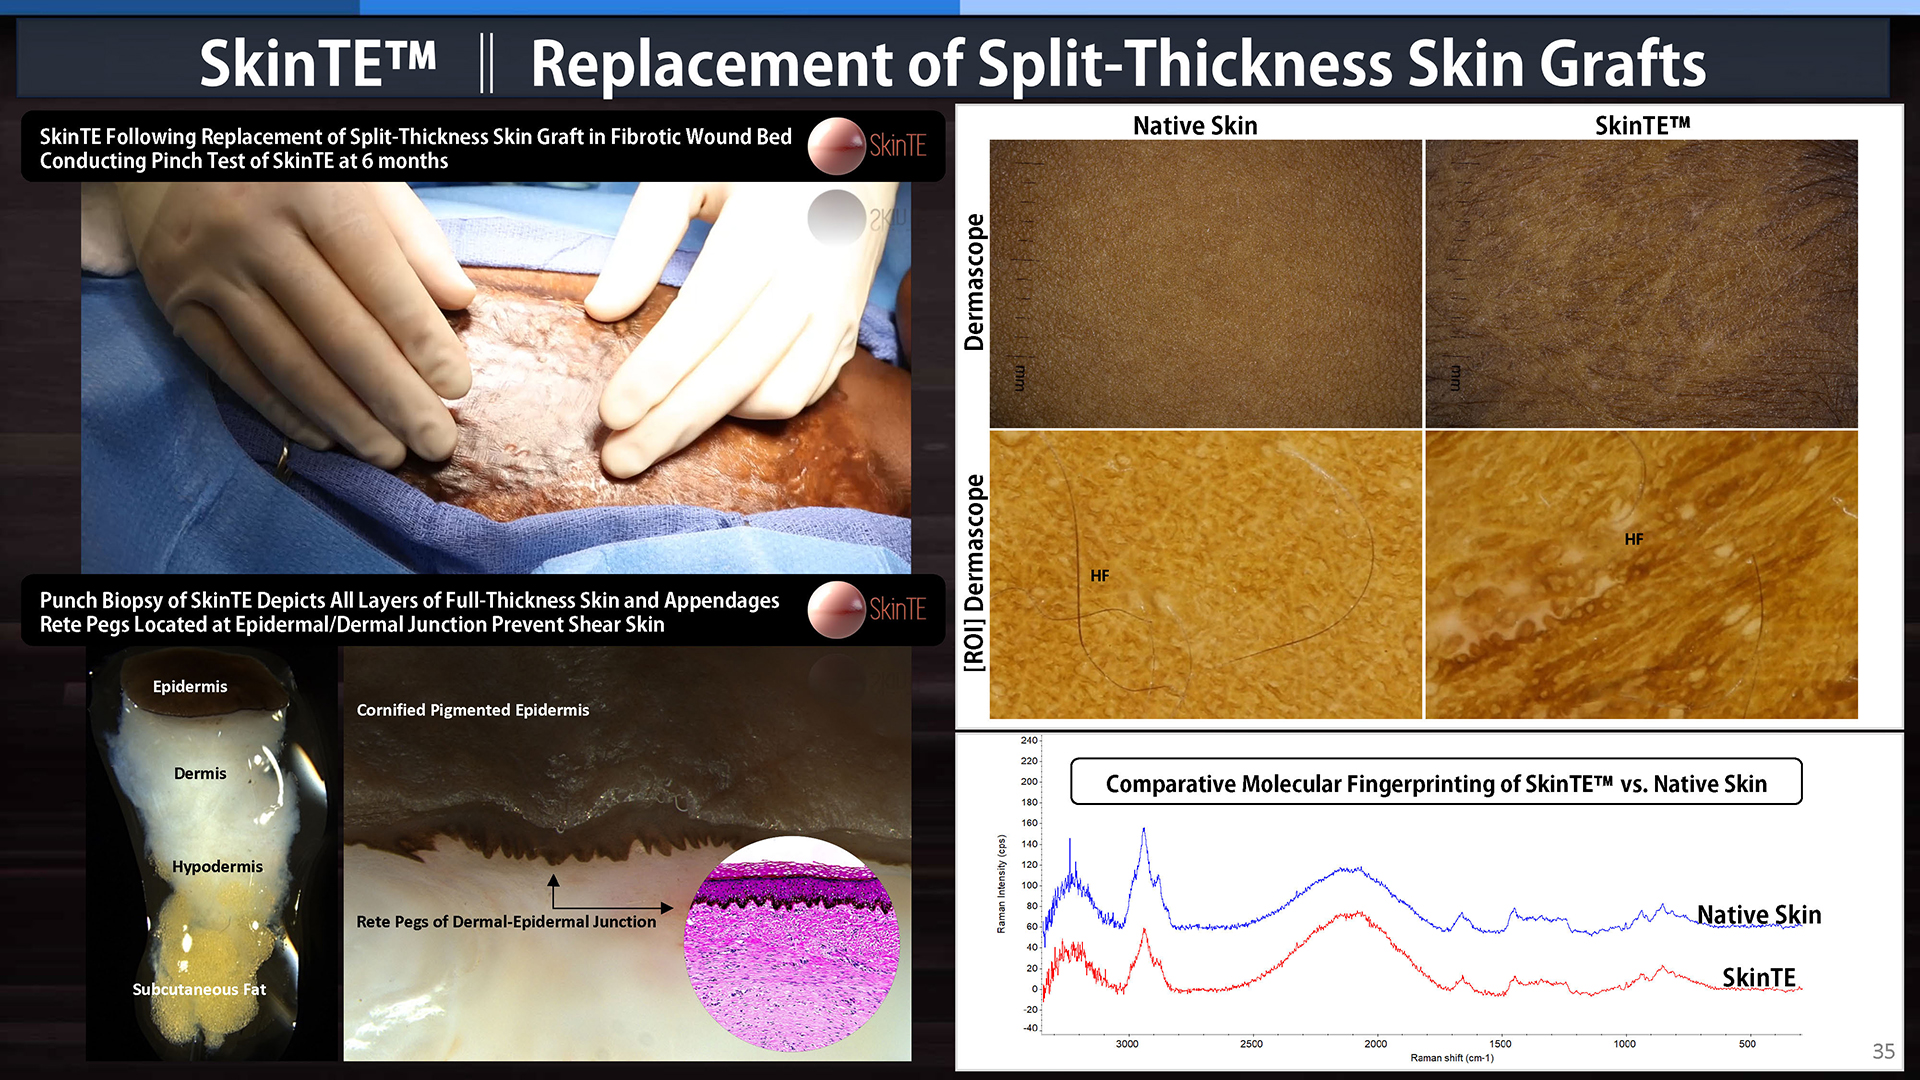 SkinTE™ || Replacement of Split-Thickness Skin Grafts
SkinTE Following Replacement of Split-Thickness Skin Graft in Fibrotic Wound Bed
Conducting Pinch Test of SkinTE at 6 months
SkinTE
Punch Biopsy of SkinTE Depicts All Layers of Full-Thickness Skin and Appendages
Rete Pegs Located at Epidermal/Dermal Junction Prevent Shear Skin
SkinTE
Epidermis
Dermis
Hypodermis
Subcutaneous Fat
Cornified Pigmented Epidermis
Rete Pegs of Dermal-Epidermal Junction
Native Skin
SkinTE™
Dermascope
mm
mm
[ROI] Dermascope
HF
HF
Comparative Molecular Fingerprinting of SkinTE™ vs. Native Skin
Raman Intensity (cps)
240
220
200
180
160
140
120
100
80
60
40
20
0
-20
-40
Native Skin
SkinTE
3000 2500 2000 1500 1000 500
Raman shift (cm-1)
35